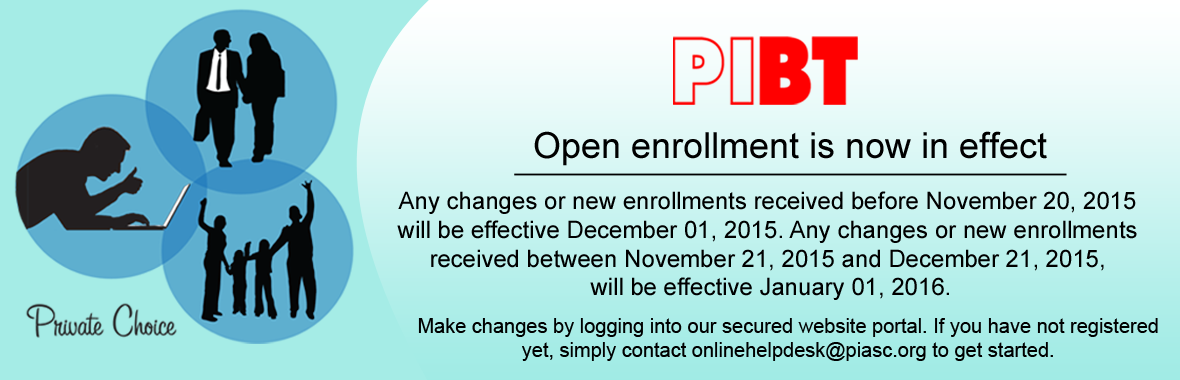 PIBT
Open enrollment is now in effect
Any changes or new enrollments received before November 20, 2015
will be effective December 01, 2015. Any changes or new enrollments
received between November 21, 2015 and December 21, 2015,
will be effective January 01, 2016.
Make changes by logging into our secured website portal. If you have not registered
yet, simply contact onlinehelpdesk@piasc.org to get started.
Private Choice